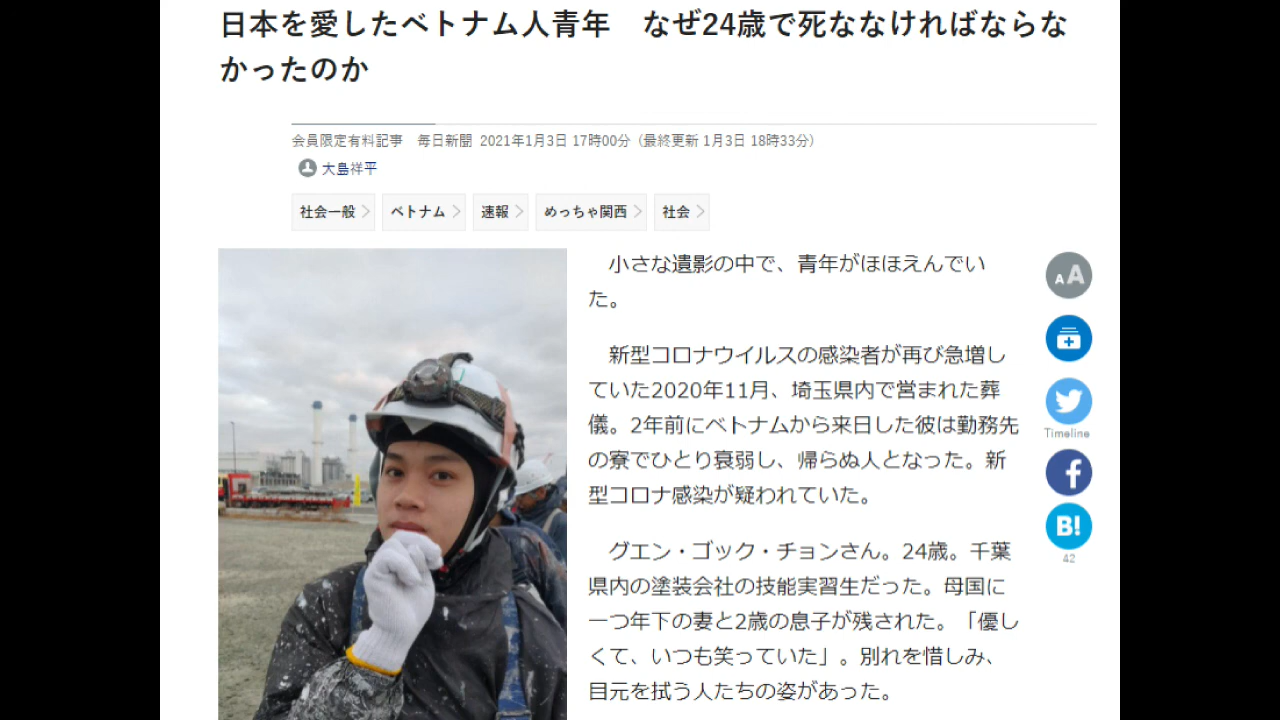 日本を愛したベトナム人青年　なぜ24歳で死ななければならな
かったのか
会員限定有料記事　毎日新聞 2021年1月3日 17時00分（最終更新 1月3日 18時33分）
大島祥平
社会一般 ベトナム 速報 めっちゃ関西 社会
小さな遺影の中で、青年がほほえんでい
た。
新型コロナウイルスの感染者が再び急増し
ていた2020年11月、埼玉県内で営まれた葬
儀。2年前にベトナムから来日した彼は勤務先
の寮でひとり衰弱し、帰らぬ人となった。新
型コロナ感染が疑われていた。
グエン・ゴック・チョンさん。24歳。千葉
県内の塗装会社の技能実習生だった。母国に
一つ年下の妻と2歳の息子が残された。「優し
くて、いつも笑っていた」。別れを惜しみ、
目元を拭う人たちの姿があった。
AA
Timeline
f
B!
42